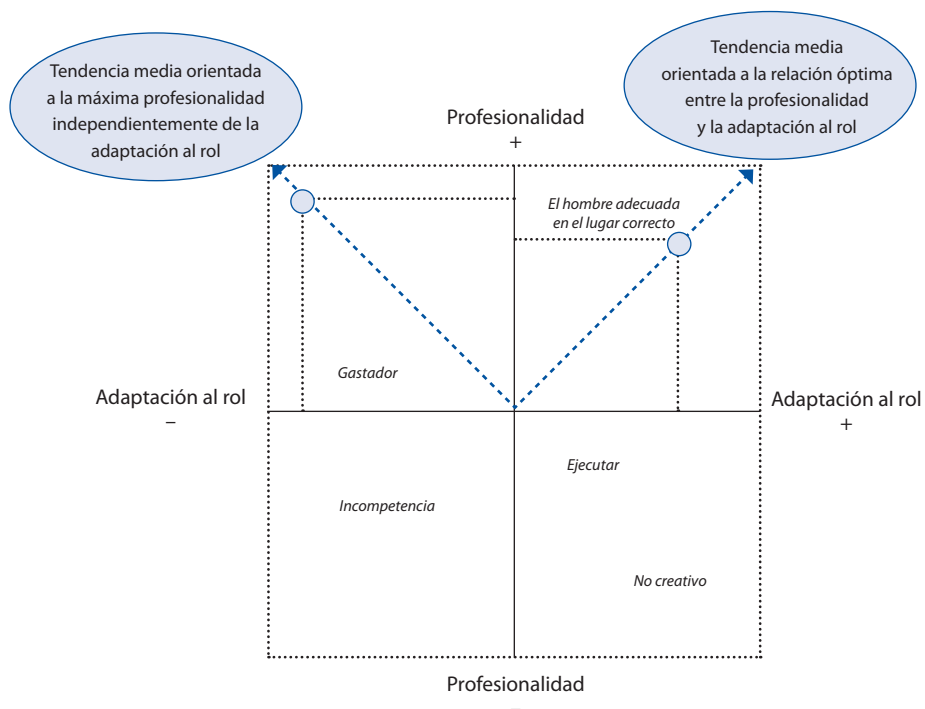 Tendencia media orientada
a la máxima profesionalidad
independientemente de la
adaptación al rol
Tendencia media
orientada a la relación óptima
entre la profesionalidad
y la adaptación al rol
Profesionalidad
+
El hombre adecuada
en el lugar correcto
Gastador
Adaptación al rol
–
Adaptación al rol
+
Ejecutar
Incompetencia
No creativo
Profesionalidad
–